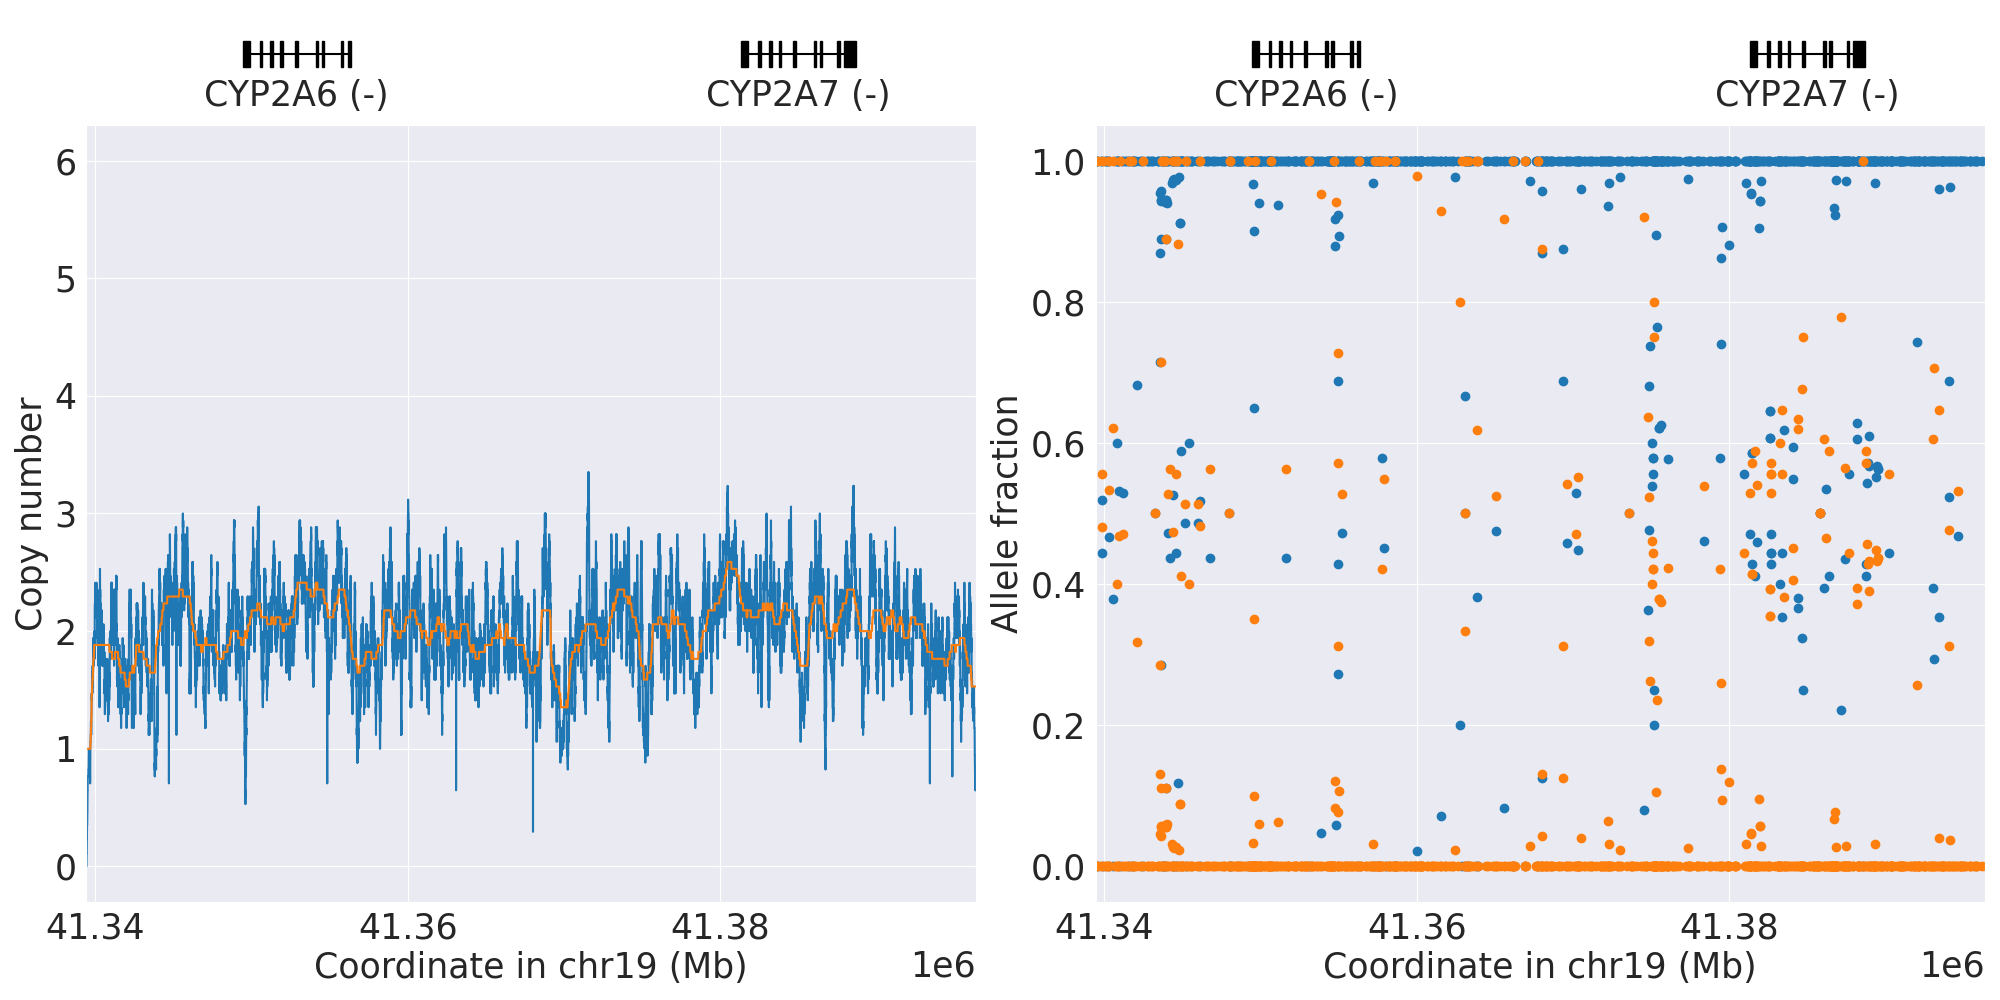 CYP2A6 (-)
CYP2A7 (-)
6
5
4
3
2
1
0
Copy number
41.34
41.36
41.38
Coordinate in chr19 (Mb)
1e6
CYP2A6 (-)
CYP2A7 (-)
1.0
0.8
0.6
0.4
0.2
0.0
Allele fraction
41.34
41.36
41.38
Coordinate in chr19 (Mb)
1e6